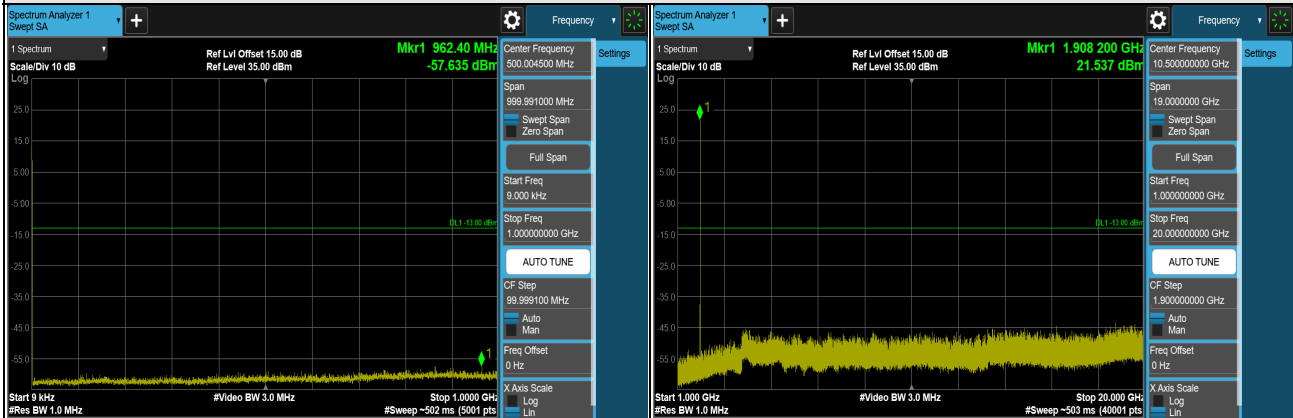 Spectrum Analyzer 1
Swept SA
+
Frequency
1 Spectrum
Scale/Div 10 dB
Log
Ref Lvl Offset 15.00 dB
Ref Level 35.00 dBm
Mkr1 962.40 MHz
-57.635 dBm
25.0
15.0
5.00
-5.00
-15.0
-25.0
-35.0
-45.0
-55.0
DL1 -13.00 dBm
1
Start 9 kHz
#Res BW 1.0 MHz
#Video BW 3.0 MHz
Stop 1.0000 GHz
#Sweep ~502 ms (5001 pts
Center Frequency
500.004500 MHz
Settings
Span
999.991000 MHz
Swept Span
Zero Span
Full Span
Start Freq
9.000 kHz
Stop Freq
1.000000000 GHz
AUTO TUNE
CF Step
99.999100 MHz
Auto
Man
Freq Offset
0 Hz
X Axis Scale
Log
Lin
Spectrum Analyzer 1
Swept SA
+
Frequency
1 Spectrum
Scale/Div 10 dB
Log
Ref Lvl Offset 15.00 dB
Ref Level 35.00 dBm
Mkr1 1.908 200 GHz
21.537 dBm
25.0
15.0
5.00
-5.00
-15.0
-25.0
-35.0
-45.0
-55.0
1
DL1 -13.00 dBm
Start 1.000 GHz
#Res BW 1.0 MHz
#Video BW 3.0 MHz
Stop 20.000 GHz
#Sweep ~503 ms (40001 pts
Center Frequency
10.500000000 GHz
Settings
Span
19.0000000 GHz
Swept Span
Zero Span
Full Span
Start Freq
1.000000000 GHz
Stop Freq
20.000000000 GHz
AUTO TUNE
CF Step
1.900000000 GHz
Auto
Man
Freq Offset
0 Hz
X Axis Scale
Log
Lin